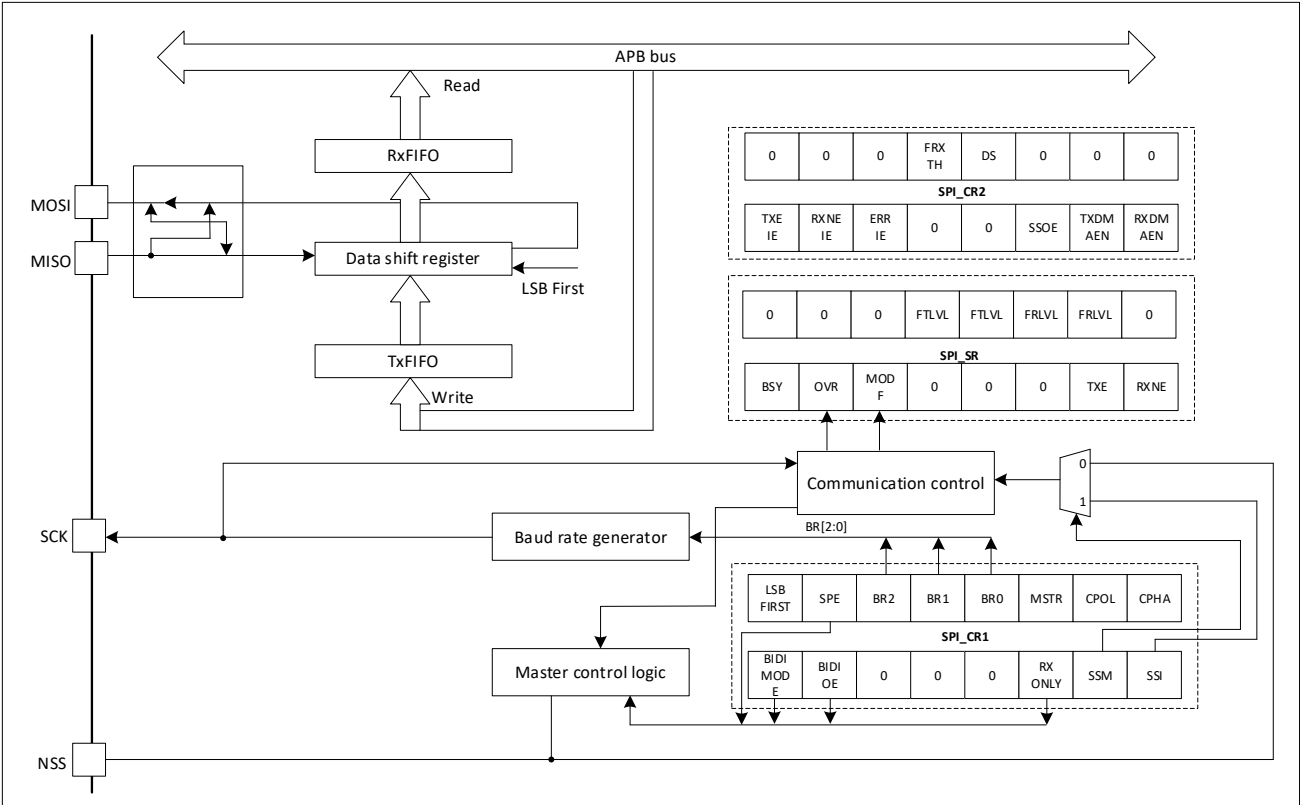 APB bus
Read
RxFIFO
MOSI
MISO
Data shift register
LSB First
TxFIFO
Write
0 0 0 FRX DS 0 0 0
TH
SPI_CR2
TXE RXNE ERR 0 0 SSOE TXDM RXDM
IE IE IE AEN AEN
0 0 0 FTLVL FTLVL FRLVL FRLVL 0
SPI_SR
BSY OVR MOD 0 0 0 TXE RXNE
F
Communication control
0
1
SCK
Baud rate generator
BR[2:0]
LSB SPE BR2 BR1 BR0 MSTR CPOL CPHA
FIRST
SPI_CR1
Master control logic
BIDI BIDI 0 0 0 RX SSM SSI
MOD OE ONLY
E
NSS